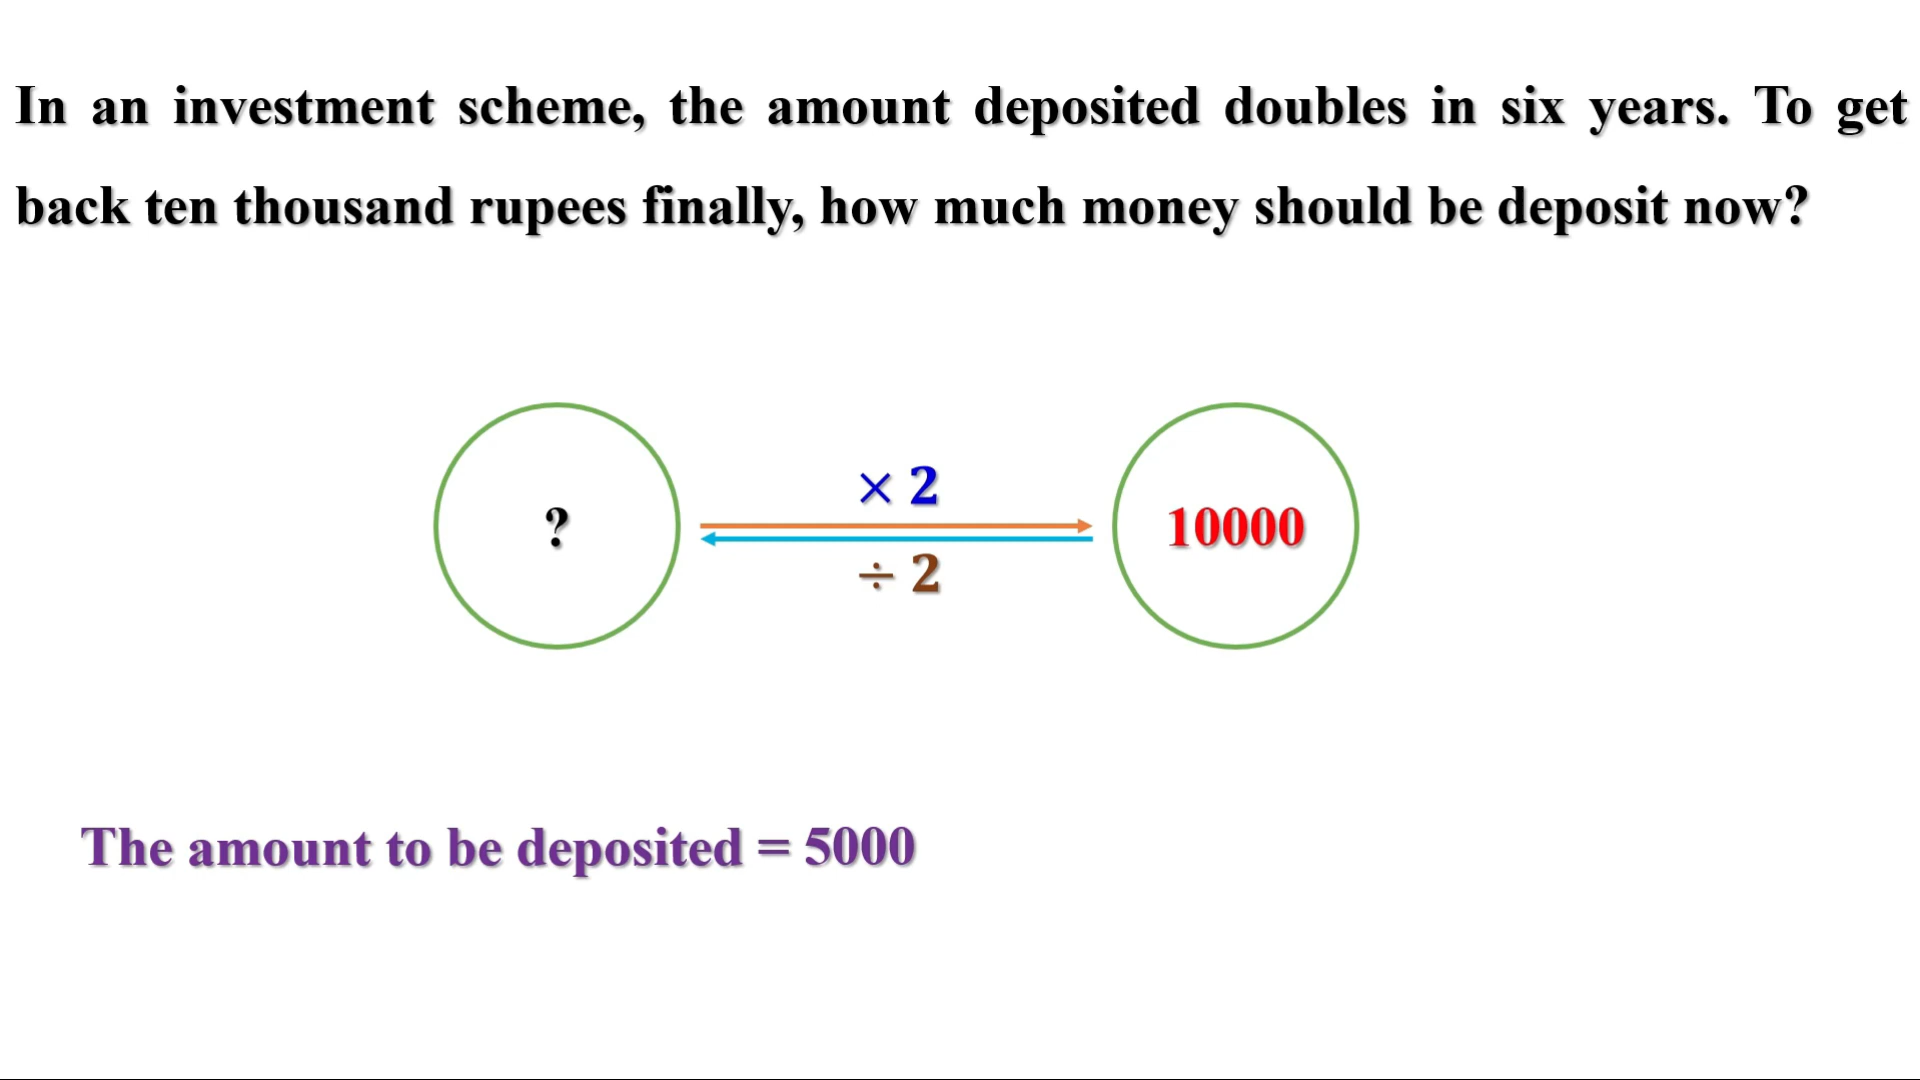 In an investment scheme, the amount deposited doubles in six years. To get
back ten thousand rupees finally, how much money should be deposit now?
× 2
? 10000
÷ 2
The amount to be deposited = 5000